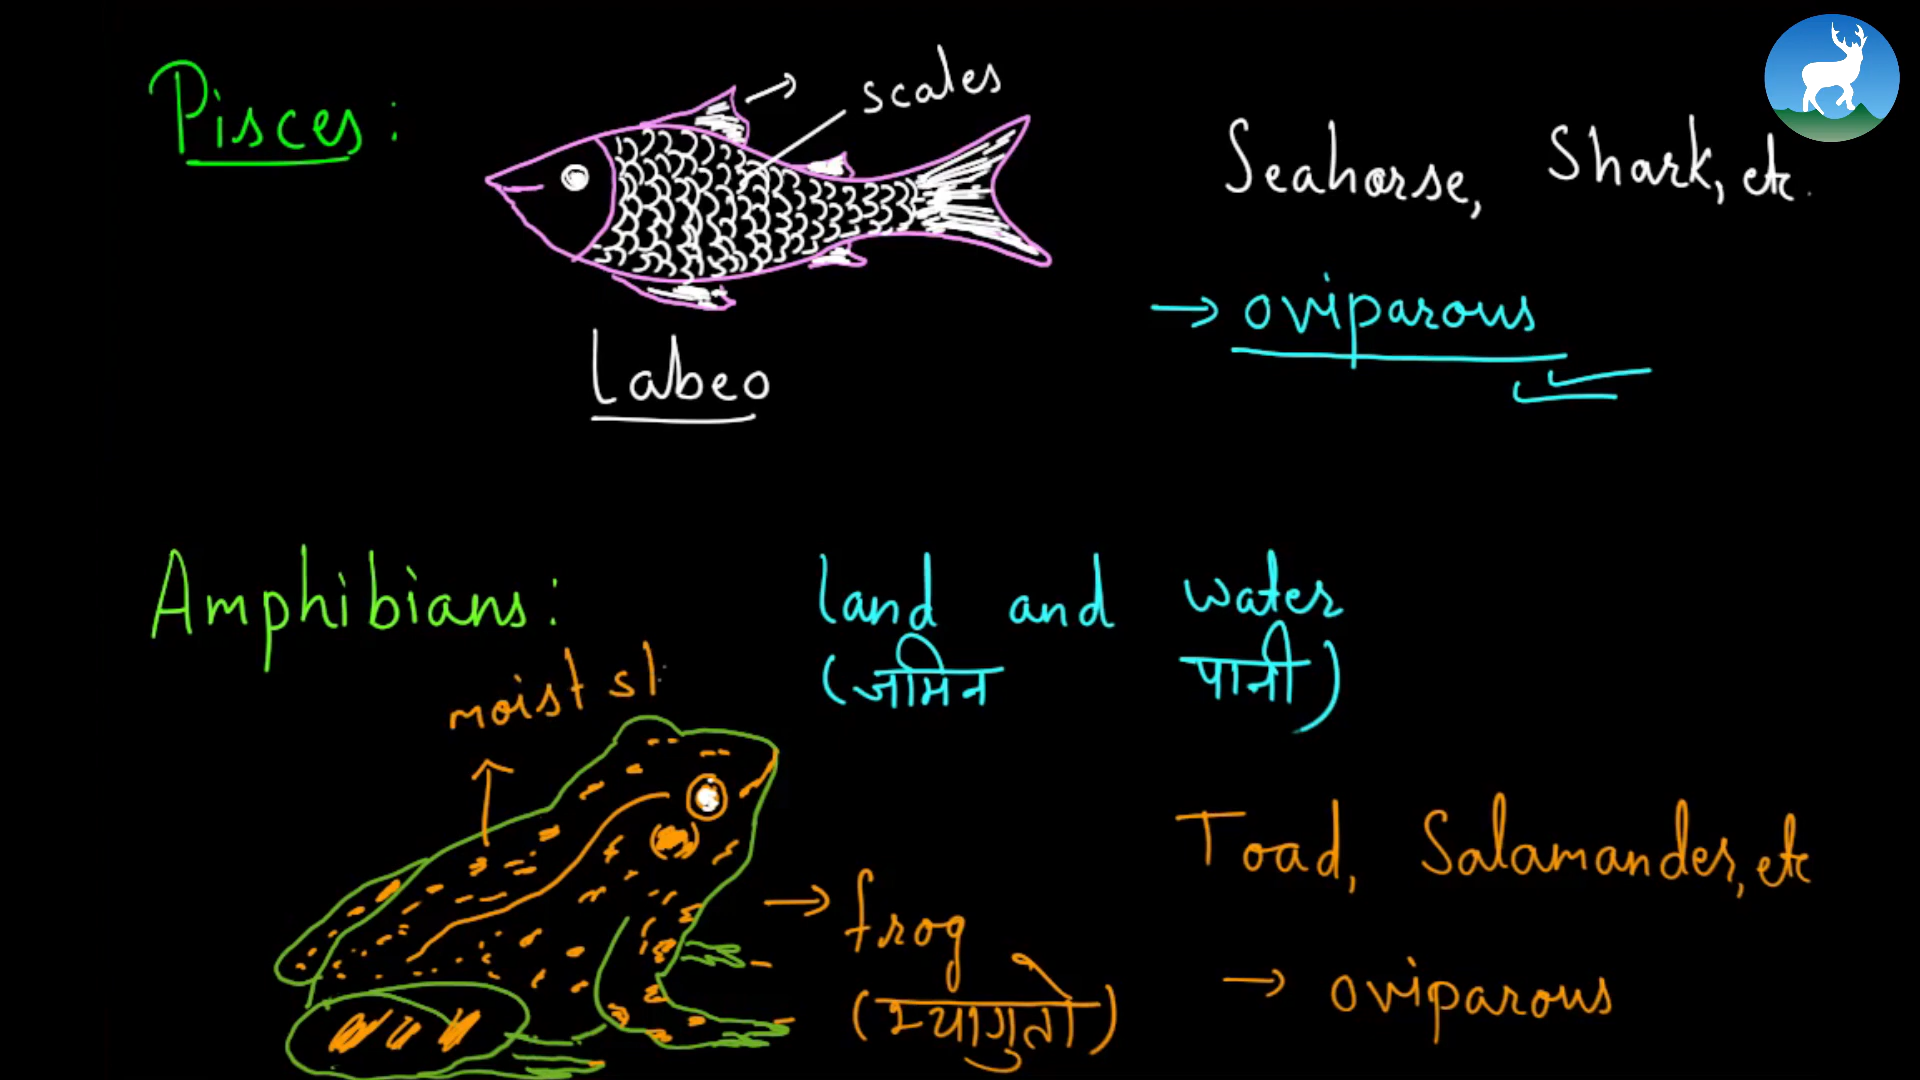 Pisces:
scales
Seahorse, Shark, etc.
→ oviparous
Labeo
Amphibians:
land and water
(जमिन पानी)
moist sk
Toad, Salamander, etc
→ frog
(भ्यागुतो)
→ oviparous